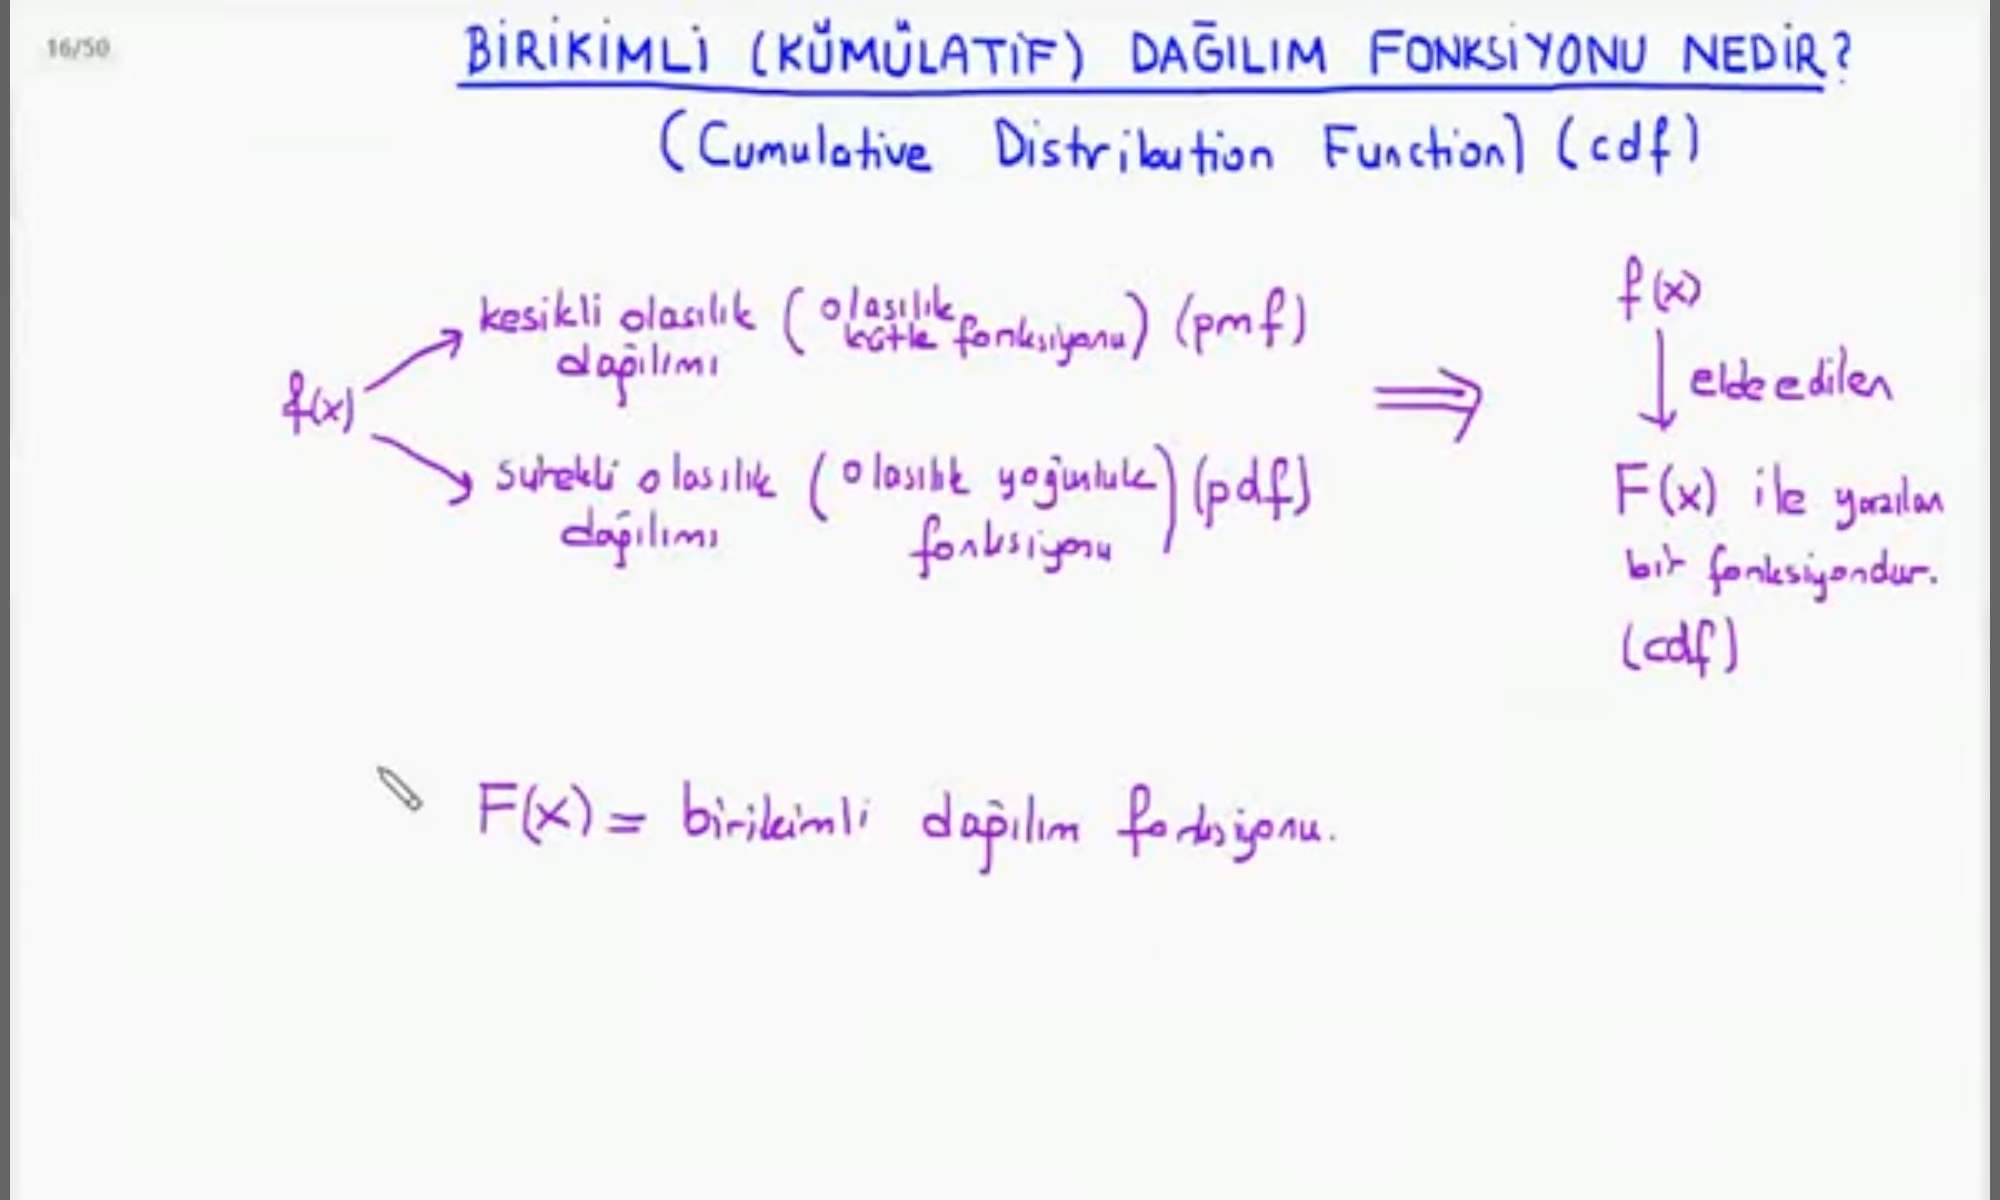 16/50
BİRİKİMLİ (KÜMÜLATİF) DAĞILIM FONKSİYONU NEDİR?
(Cumulative Distribution Function) (cdf)
f(x)
kesikli olasılık dağılımı (olasılık kütle fonksiyonu) (pmf)
sürekli olasılık dağılımı (olasılık yoğunluk fonksiyonu) (pdf)
f(x)
elde edilen
F(x) ile yazılan
bir fonksiyondur.
(cdf)
F(x) = birikimli dağılım fonksiyonu.